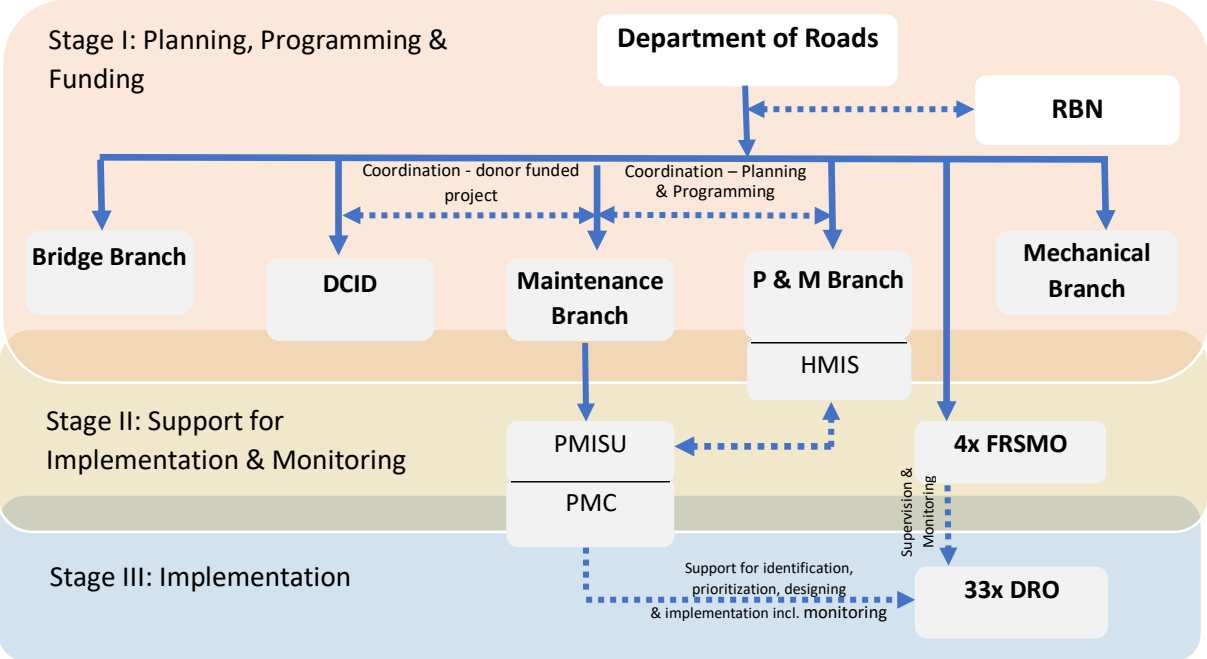 Stage I: Planning, Programming &
Funding
Department of Roads
RBN
Coordination - donor funded
project
Coordination – Planning
& Programming
Bridge Branch
DCID
Maintenance
Branch
P & M Branch
HMIS
Mechanical
Branch
Stage II: Support for
Implementation & Monitoring
PMISU
PMC
4x FRSMO
Supervision &
Monitoring
Stage III: Implementation
Support for identification,
prioritization, designing
& implementation incl. monitoring
33x DRO